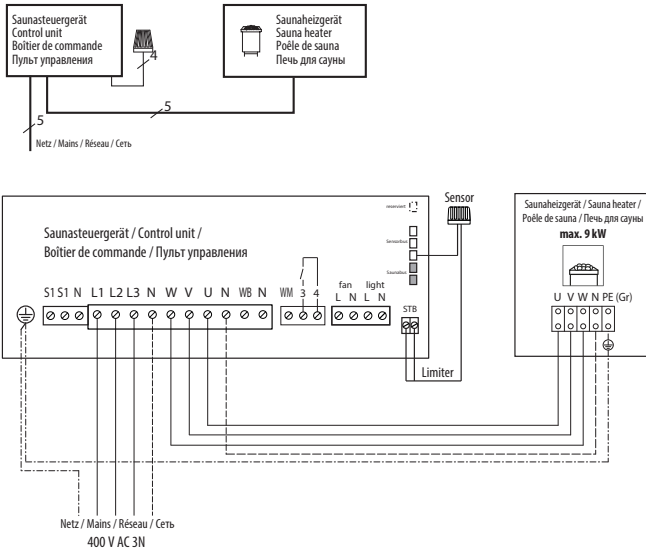 Saunasteuergerät
Control unit
Boîtier de commande
Пульт управления
4
Saunaheizgerät
Sauna heater
Poêle de sauna
Печь для сауны
5
5
Netz / Mains / Réseau / Сеть
Saunasteuergerät / Control unit /
Boîtier de commande / Пульт управления
reserviert
Sensorbus
Saunabus
Sensor
Saunaheizgerät / Sauna heater /
Poêle de sauna / Печь для сауны
max. 9 kW
S1 S1 N L1 L2 L3 N W V U N WB N WM 3 4
fan light
L N L N
STB
U V W N PE (Gr)
Limiter
Netz / Mains / Réseau / Сеть
400 V AC 3N